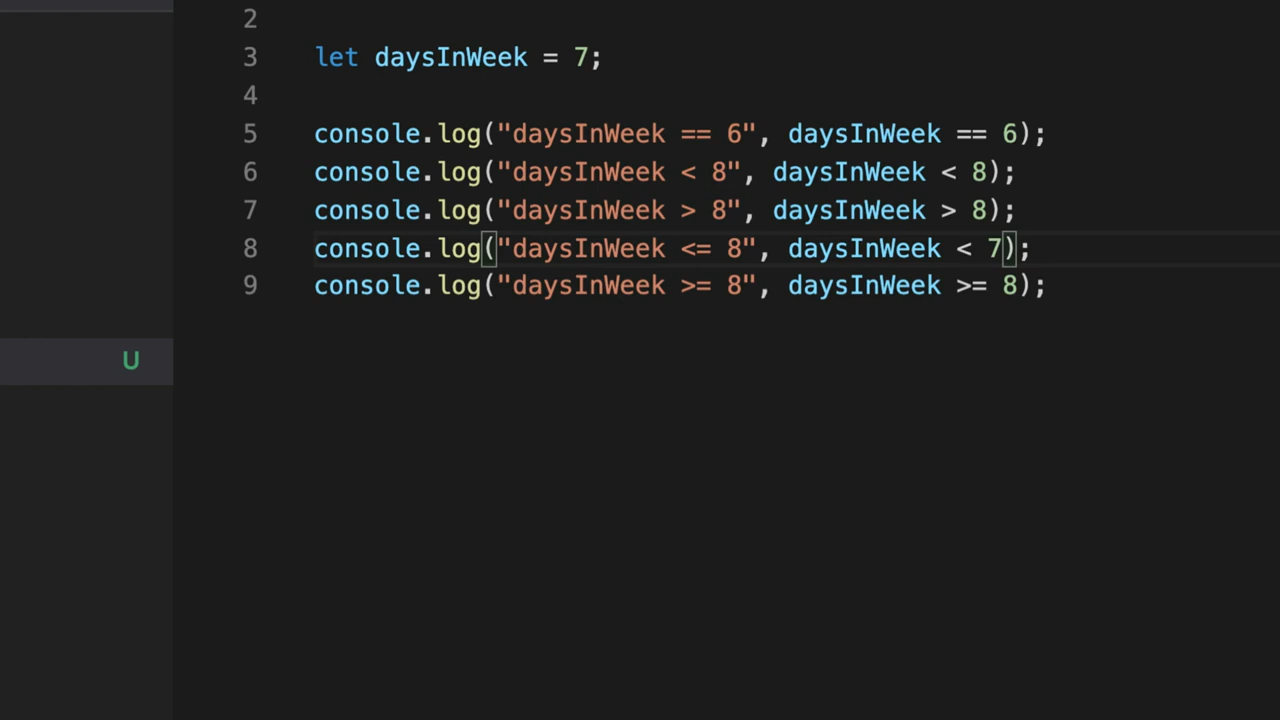 2
3 let daysInWeek = 7;
4
5 console.log("daysInWeek == 6", daysInWeek == 6);
6 console.log("daysInWeek < 8", daysInWeek < 8);
7 console.log("daysInWeek > 8", daysInWeek > 8);
8 console.log("daysInWeek <= 8", daysInWeek < 7);
9 console.log("daysInWeek >= 8", daysInWeek >= 8);
U